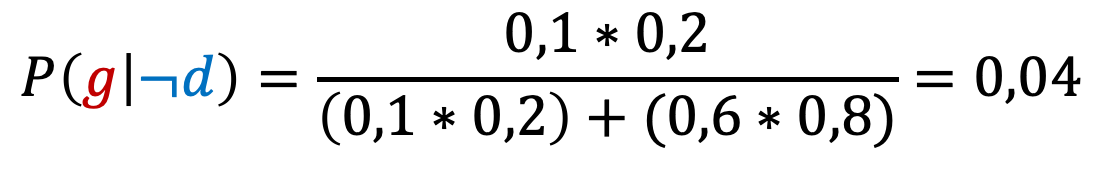 P(g|¬d) = 0,1 * 0,2 / (0,1 * 0,2) + (0,6 * 0,8) = 0,04